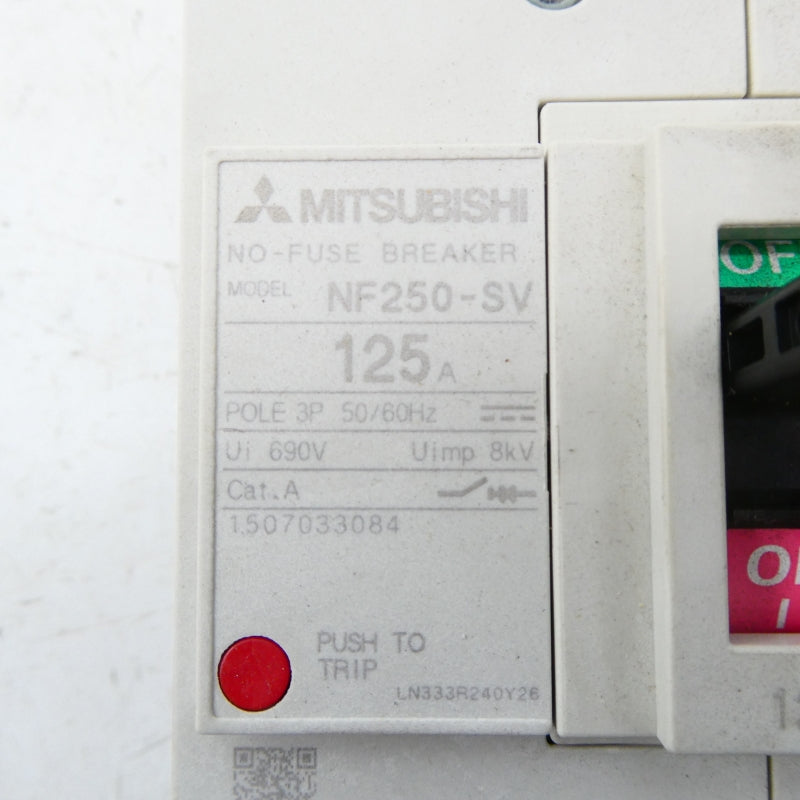 MITSUBISHI
NO-FUSE BREAKER
MODEL NF250-SV
125A
POLE 3P 50/60Hz
Ui 690V Uimp 8kV
Cat.A
1507033084
PUSH TO
TRIP
LN333R240Y26
OF
I